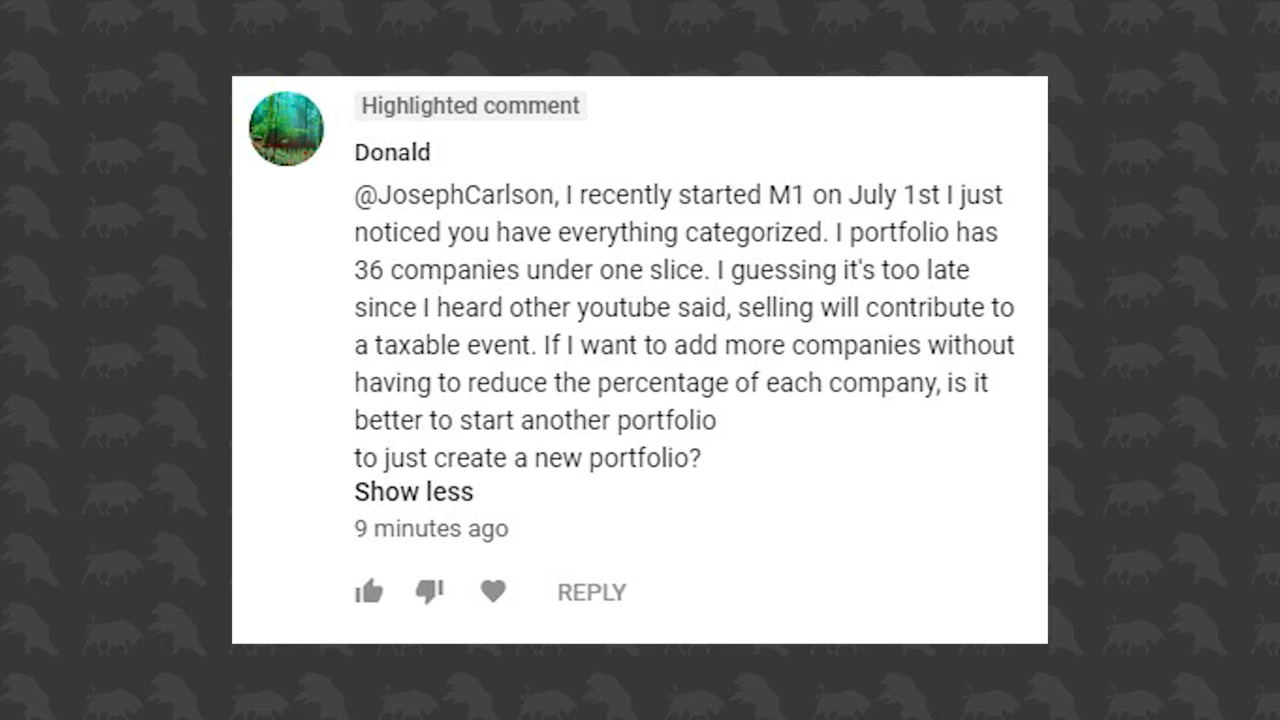 Highlighted comment
Donald
@JosephCarlson, I recently started M1 on July 1st I just
noticed you have everything categorized. I portfolio has
36 companies under one slice. I guessing it's too late
since I heard other youtube said, selling will contribute to
a taxable event. If I want to add more companies without
having to reduce the percentage of each company, is it
better to start another portfolio
to just create a new portfolio?
Show less
9 minutes ago
REPLY